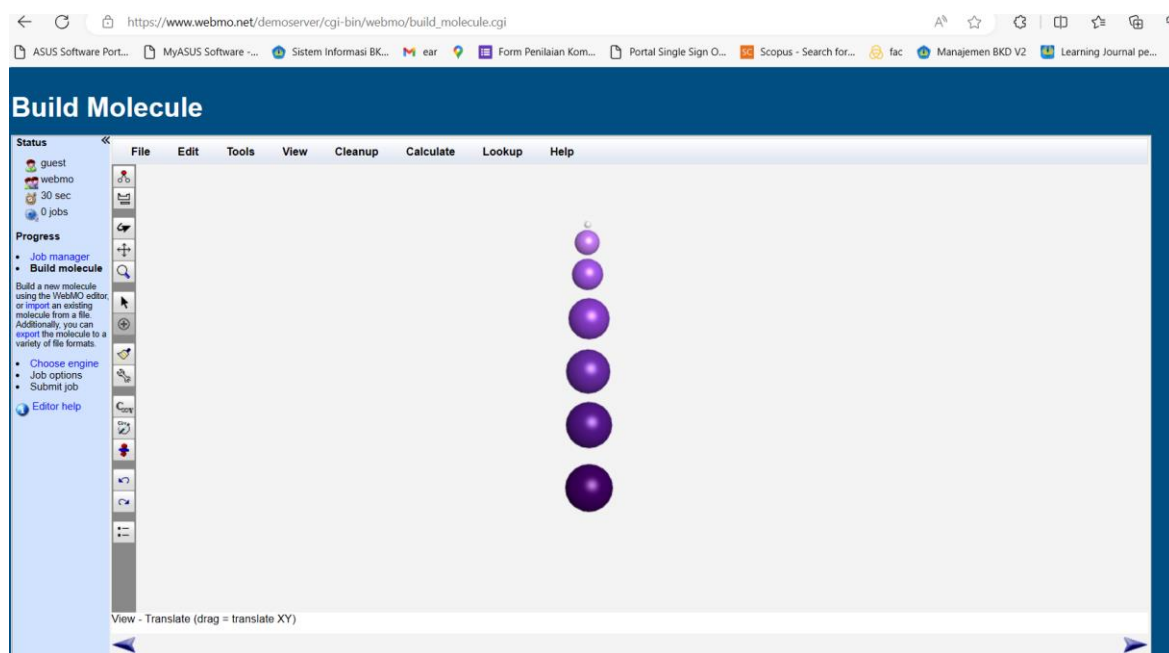 https://www.webmo.net/demoserver/cgi-bin/webmo/build_molecule.cgi
ASUS Software Port... MyASUS Software -... Sistem Informasi BK... ear Form Penilaian Kom... Portal Single Sign O... SC Scopus - Search for... fac Manajemen BKD V2 Learning Journal pe...
Build Molecule
Status
guest
webmo
30 sec
0 jobs
Progress
Job manager
Build molecule
Build a new molecule
using the WebMO editor,
or import an existing
molecule from a file.
Additionally, you can
export the molecule to a
variety of file formats.
Choose engine
Job options
Submit job
Editor help
File Edit Tools View Cleanup Calculate Lookup Help
View - Translate (drag = translate XY)